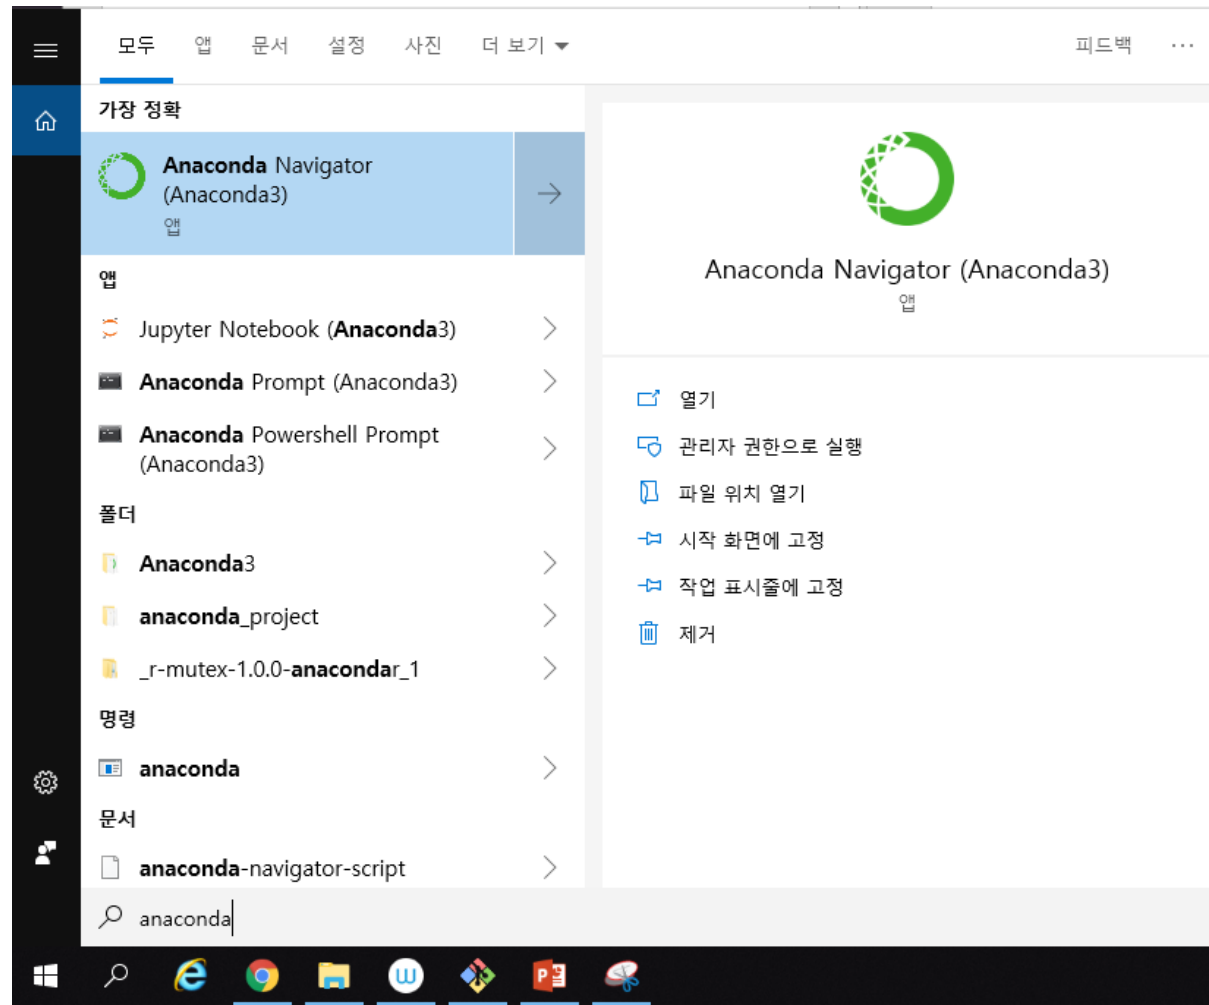 모두 앱 문서 설정 사진 더 보기 피드백 ...
가장 정확
Anaconda Navigator
(Anaconda3)
앱
앱
Jupyter Notebook (Anaconda3)
Anaconda Prompt (Anaconda3)
Anaconda Powershell Prompt
(Anaconda3)
폴더
Anaconda3
anaconda_project
_r-mutex-1.0.0-anacondar_1
명령
anaconda
문서
anaconda-navigator-script
anaconda
Anaconda Navigator (Anaconda3)
앱
열기
관리자 권한으로 실행
파일 위치 열기
시작 화면에 고정
작업 표시줄에 고정
제거